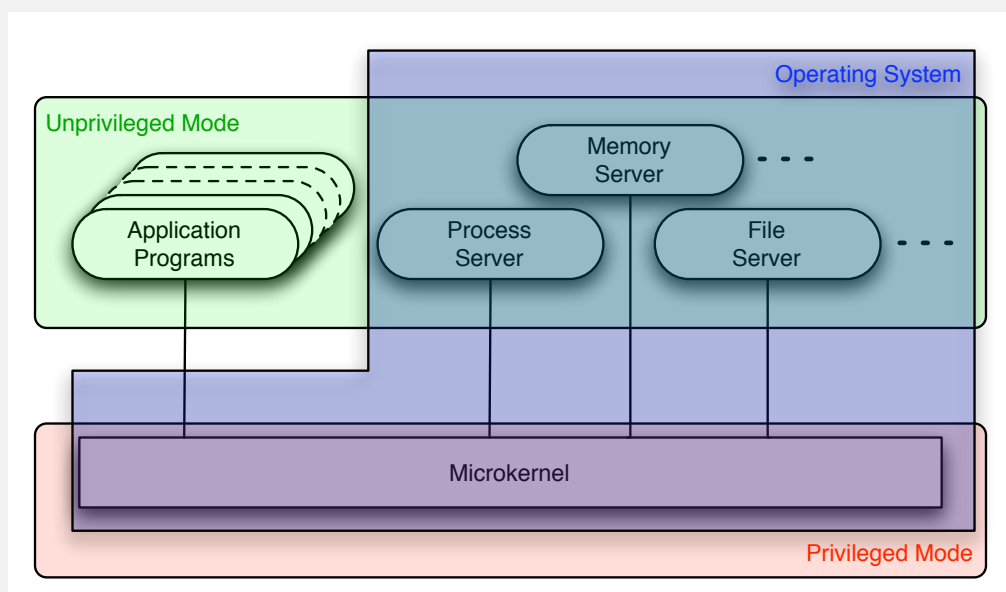 Operating System
Unprivileged Mode
Memory
Server
Application
Programs
Process
Server
File
Server
Microkernel
Privileged Mode